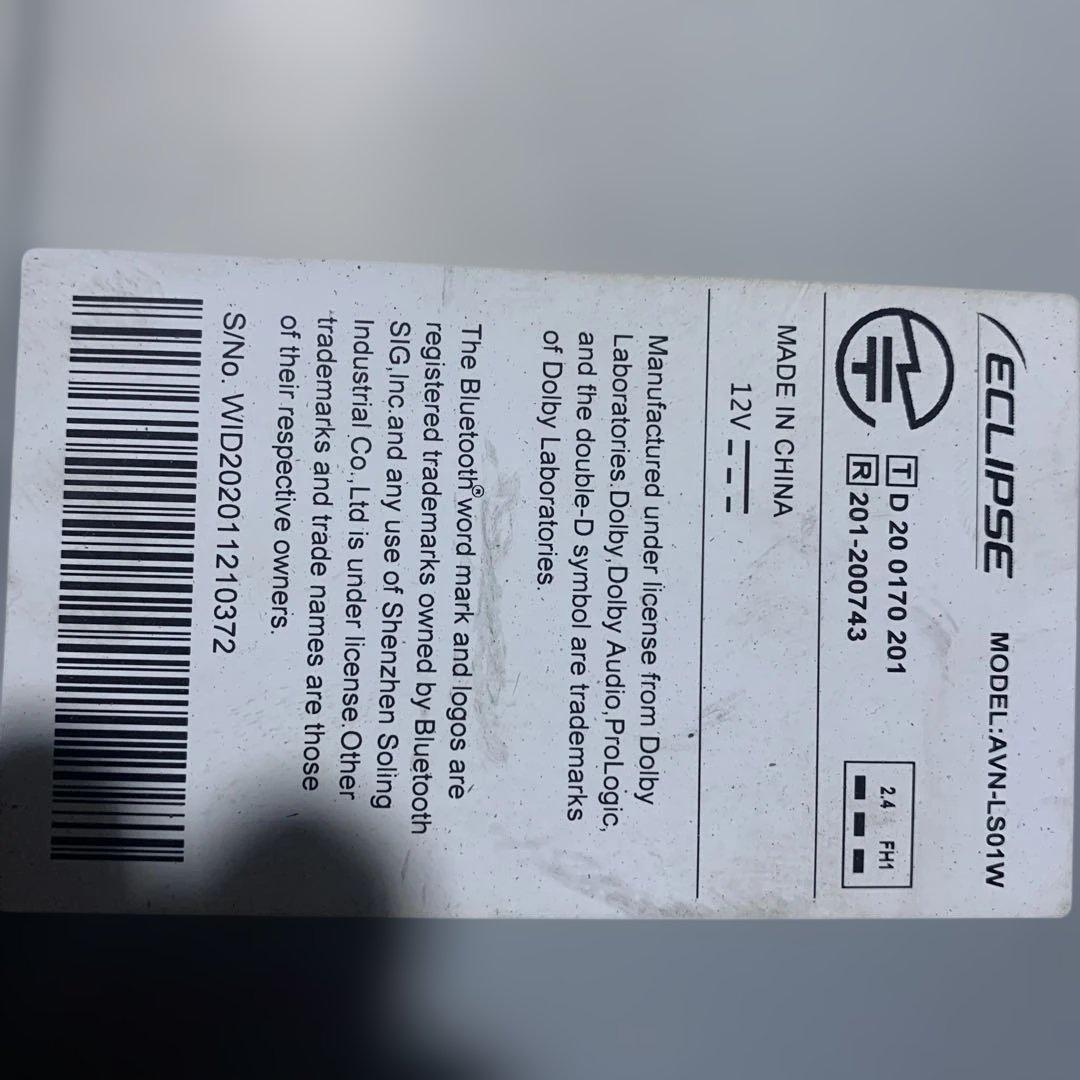 ECLIPSE MODEL:AVN-LS01W
T D 20 0170 201
R 201-200743
2.4 FH1
MADE IN CHINA
12V
Manufactured under license from Dolby
Laboratories.Dolby,Dolby Audio,ProLogic,
and the double-D symbol are trademarks
of Dolby Laboratories.
The Bluetooth® word mark and logos are
registered trademarks owned by Bluetooth
SIG,Inc.and any use of Shenzhen Soling
Industrial Co.,Ltd is under license.Other
trademarks and trade names are those
of their respective owners.
S/No. WID2020112103​72